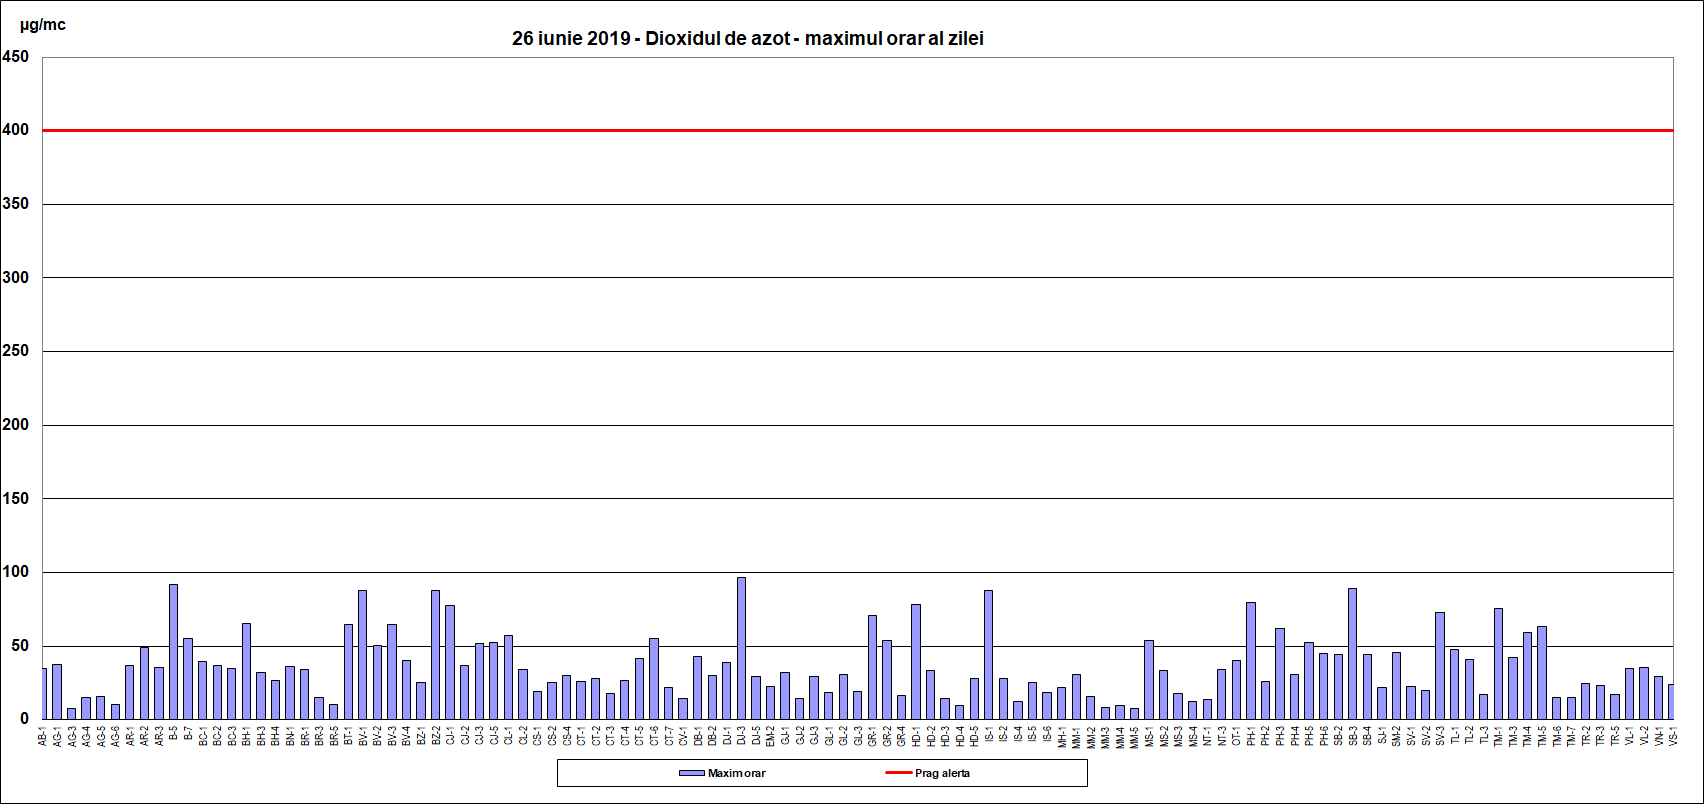 µg/mc
26 iunie 2019 - Dioxidul de azot - maximul orar al zilei
450
400
350
300
250
200
150
100
50
0
AB-1 AG-1 AG-3 AG-4 AG-5 AG-6 AR-1 AR-2 AR-3 B-5 B-7 BC-1 BC-2 BC-3 BH-1 BH-3 BH-4 BN-1 BR-1 BR-3 BR-5 BT-1 BV-1 BV-2 BV-3 BV-4 BZ-1 BZ-2 CJ-1 CJ-2 CJ-3 CJ-5 CL-1 CL-2 CS-1 CS-2 CS-4 CT-1 CT-2 CT-3 CT-4 CT-5 CT-6 CT-7 CV-1 DB-1 DB-2 DJ-1 DJ-3 DJ-5 EM-2 GJ-1 GJ-2 GJ-3 GL-1 GL-2 GL-3 GR-1 GR-2 GR-4 HD-1 HD-2 HD-3 HD-4 HD-5 IS-1 IS-2 IS-4 IS-5 IS-6 MH-1 MM-1 MM-2 MM-3 MM-4 MM-5 MS-1 MS-2 MS-3 MS-4 NT-1 NT-3 OT-1 PH-1 PH-2 PH-3 PH-4 PH-5 PH-6 SB-2 SB-3 SB-4 SJ-1 SM-2 SV-1 SV-2 SV-3 TL-1 TL-2 TL-3 TM-1 TM-3 TM-4 TM-5 TM-6 TM-7 TR-2 TR-3 TR-5 VL-1 VL-2 VN-1 VS-1
Maxim orar
Prag alerta